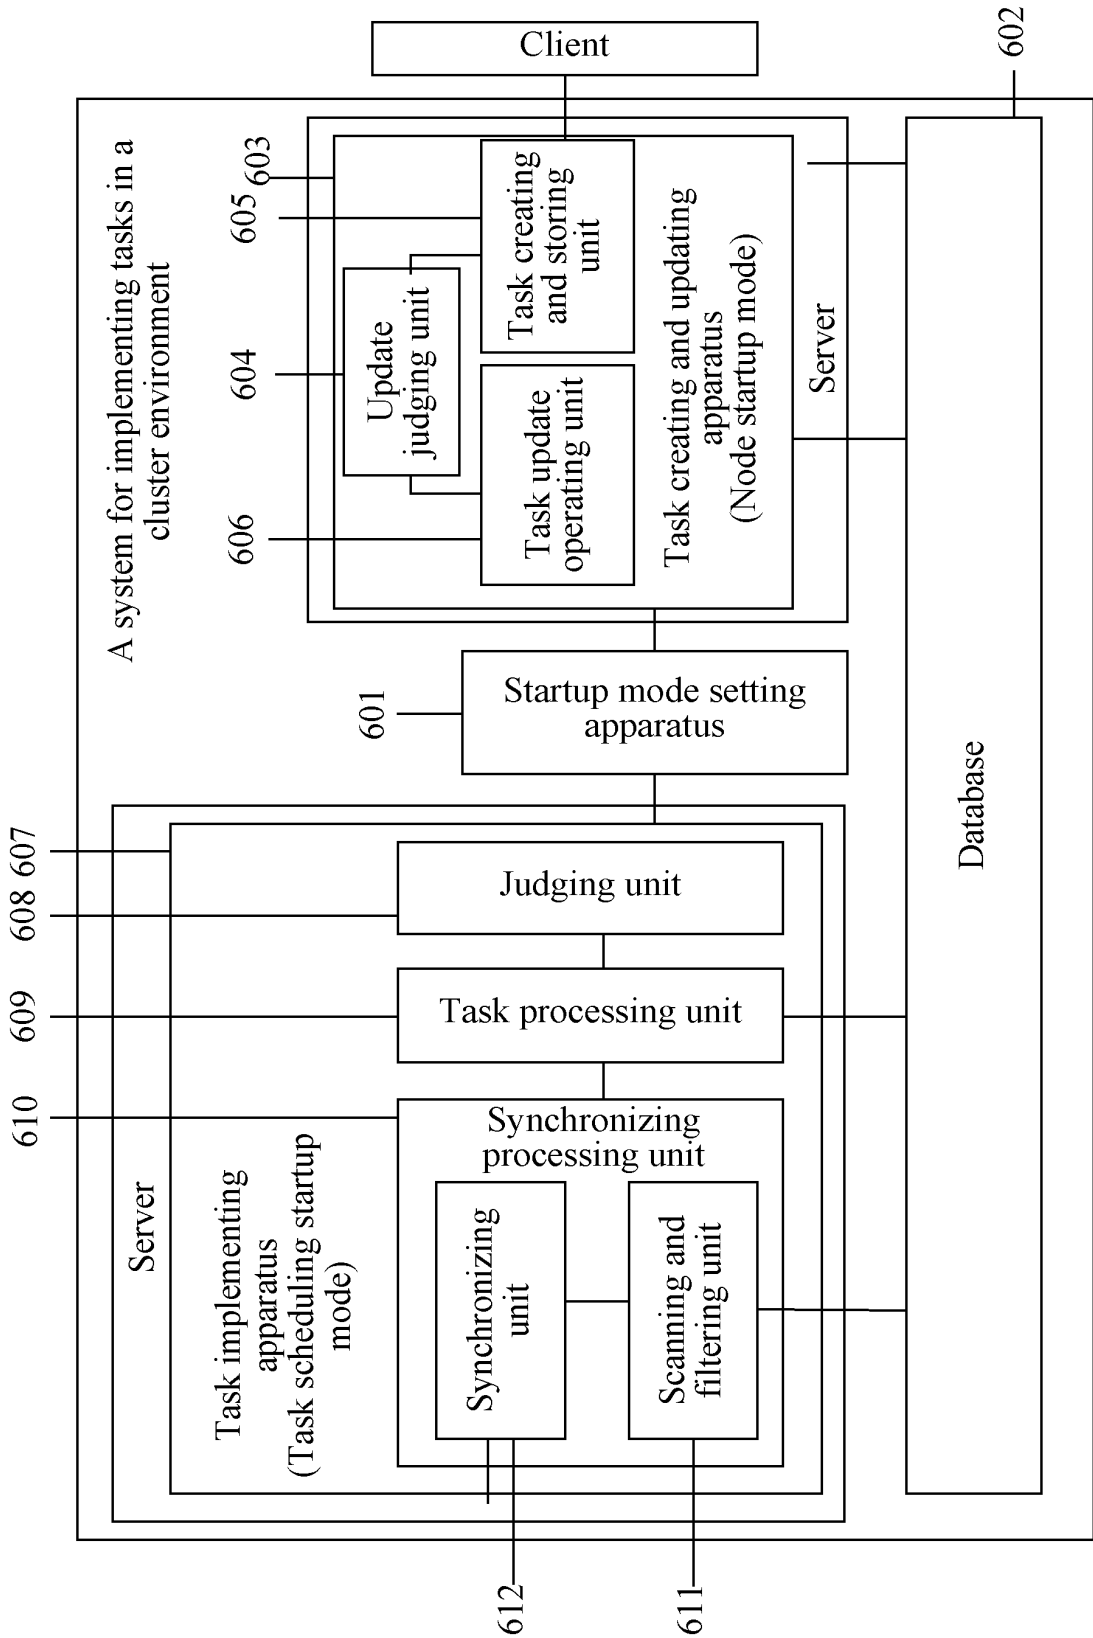 Client
602
A system for implementing tasks in a
cluster environment
603
605
604
606
Update
judging unit
Task creating
and storing
unit
Task update
operating unit
Task creating and updating
apparatus
(Node startup mode)
Server
601
Startup mode setting
apparatus
Database
607
608
609
610
Judging unit
Task processing unit
Synchronizing
processing unit
Synchronizing
unit
Scanning and
filtering unit
Server
Task implementing
apparatus
(Task scheduling startup
mode)
612
611